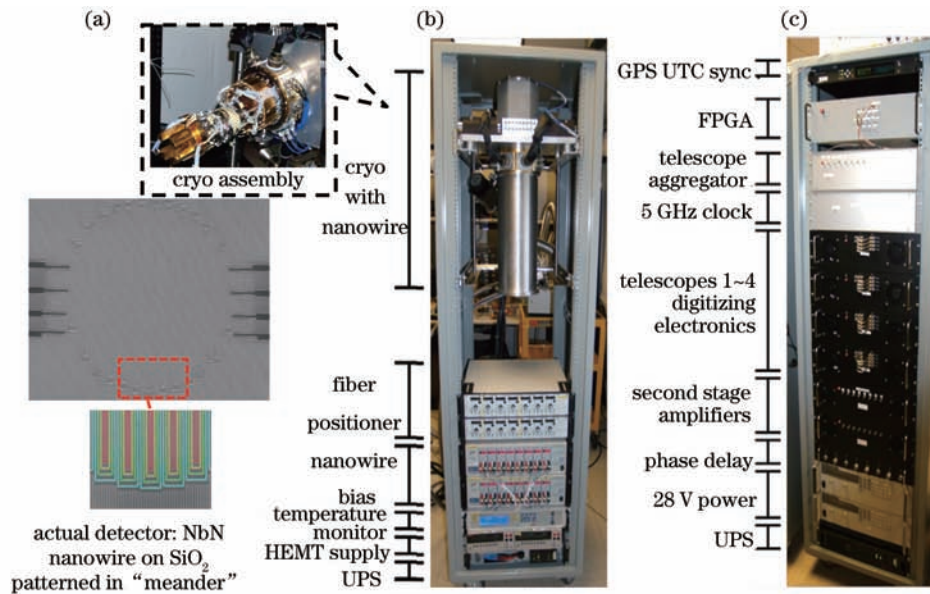 (a)
cryo assembly
actual detector: NbN
nanowire on SiO2
patterned in “meander”
(b)
cryo
with
nanowire
fiber
positioner
nanowire
bias
temperature
monitor
HEMT supply
UPS
(c)
GPS UTC sync
FPGA
telescope
aggregator
5 GHz clock
telescopes 1~4
digitizing
electronics
second stage
amplifiers
phase delay
28 V power
UPS